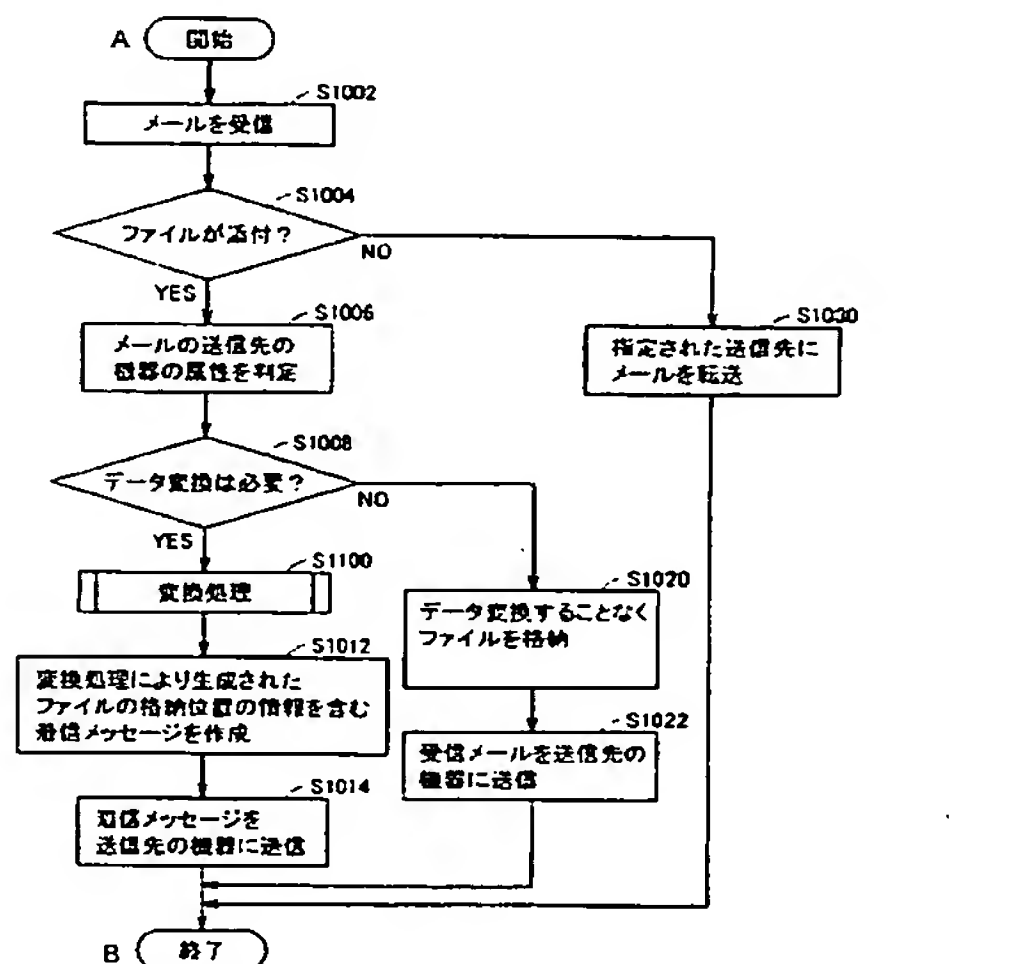 A 開始
S1002
メールを受信
S1004
ファイルが添付?
NO
YES
S1006
メールの送信先の
機器の属性を判定
S1030
指定された送信先に
メールを転送
S1008
データ変換は必要?
NO
YES
S1100
変換処理
S1020
データ変換することなく
ファイルを格納
S1012
変換処理により生成された
ファイルの格納位置の情報を含む
着信メッセージを作成
S1022
受信メールを送信先の
機器に送信
S1014
着信メッセージを
送信先の機器に送信
B 終了